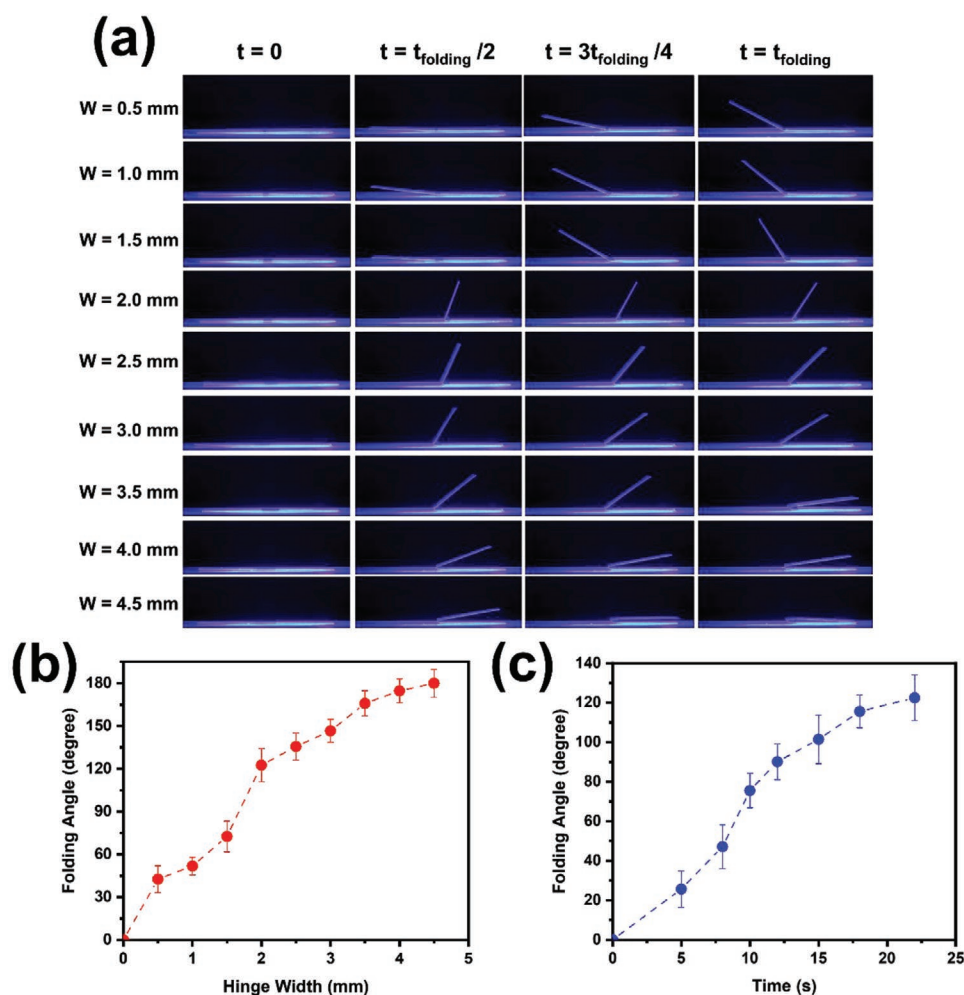 (a)
t = 0 t = t_folding /2 t = 3t_folding /4 t = t_folding
W = 0.5 mm
W = 1.0 mm
W = 1.5 mm
W = 2.0 mm
W = 2.5 mm
W = 3.0 mm
W = 3.5 mm
W = 4.0 mm
W = 4.5 mm
(b)
180
150
120
90
60
30
0
0 1 2 3 4 5
Folding Angle (degree)
Hinge Width (mm)
(c)
140
120
100
80
60
40
20
0
0 5 10 15 20 25
Folding Angle (degree)
Time (s)